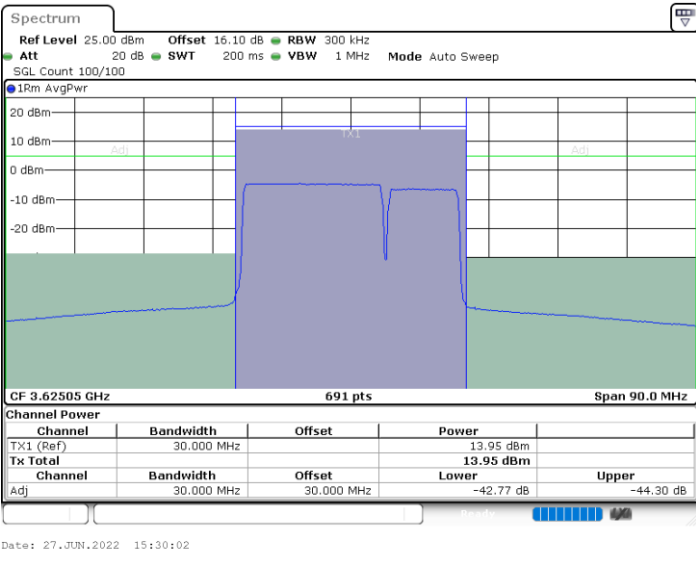 Spectrum
Ref Level 25.00 dBm Offset 16.10 dB RBW 300 kHz
Att 20 dB SWT 200 ms VBW 1 MHz Mode Auto Sweep
SGL Count 100/100
1Rm AvgPwr
20 dBm
TX1
10 dBm
Adj Adj
0 dBm
-10 dBm
-20 dBm
CF 3.62505 GHz 691 pts Span 90.0 MHz
Channel Power
Channel Bandwidth Offset Power
TX1 (Ref) 30.000 MHz 13.95 dBm
Tx Total 13.95 dBm
Channel Bandwidth Offset Lower Upper
Adj 30.000 MHz 30.000 MHz -42.77 dB -44.30 dB
Ready
Date: 27.JUN.2022 15:30:02